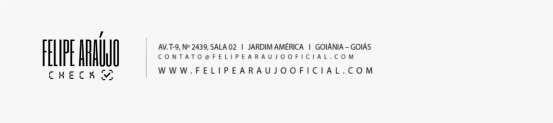 FELIPE ARAÚJO
CHECK
AV. T-9, Nº 2439, SALA 02 I JARDIM AMÉRICA I GOIÂNIA – GOIÁS
CONTATO@FELIPEARAUJOOFICIAL.COM
WWW.FELIPEARAUJOOFICIAL.COM